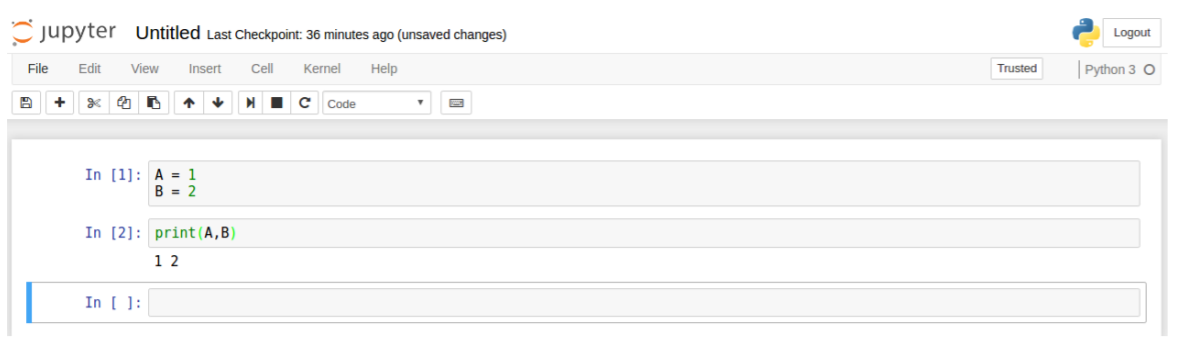 jupyter Untitled Last Checkpoint: 36 minutes ago (unsaved changes) Logout
File Edit View Insert Cell Kernel Help Trusted Python 3
Code
In [1]: A = 1
B = 2
In [2]: print(A,B)
1 2
In [ ]: